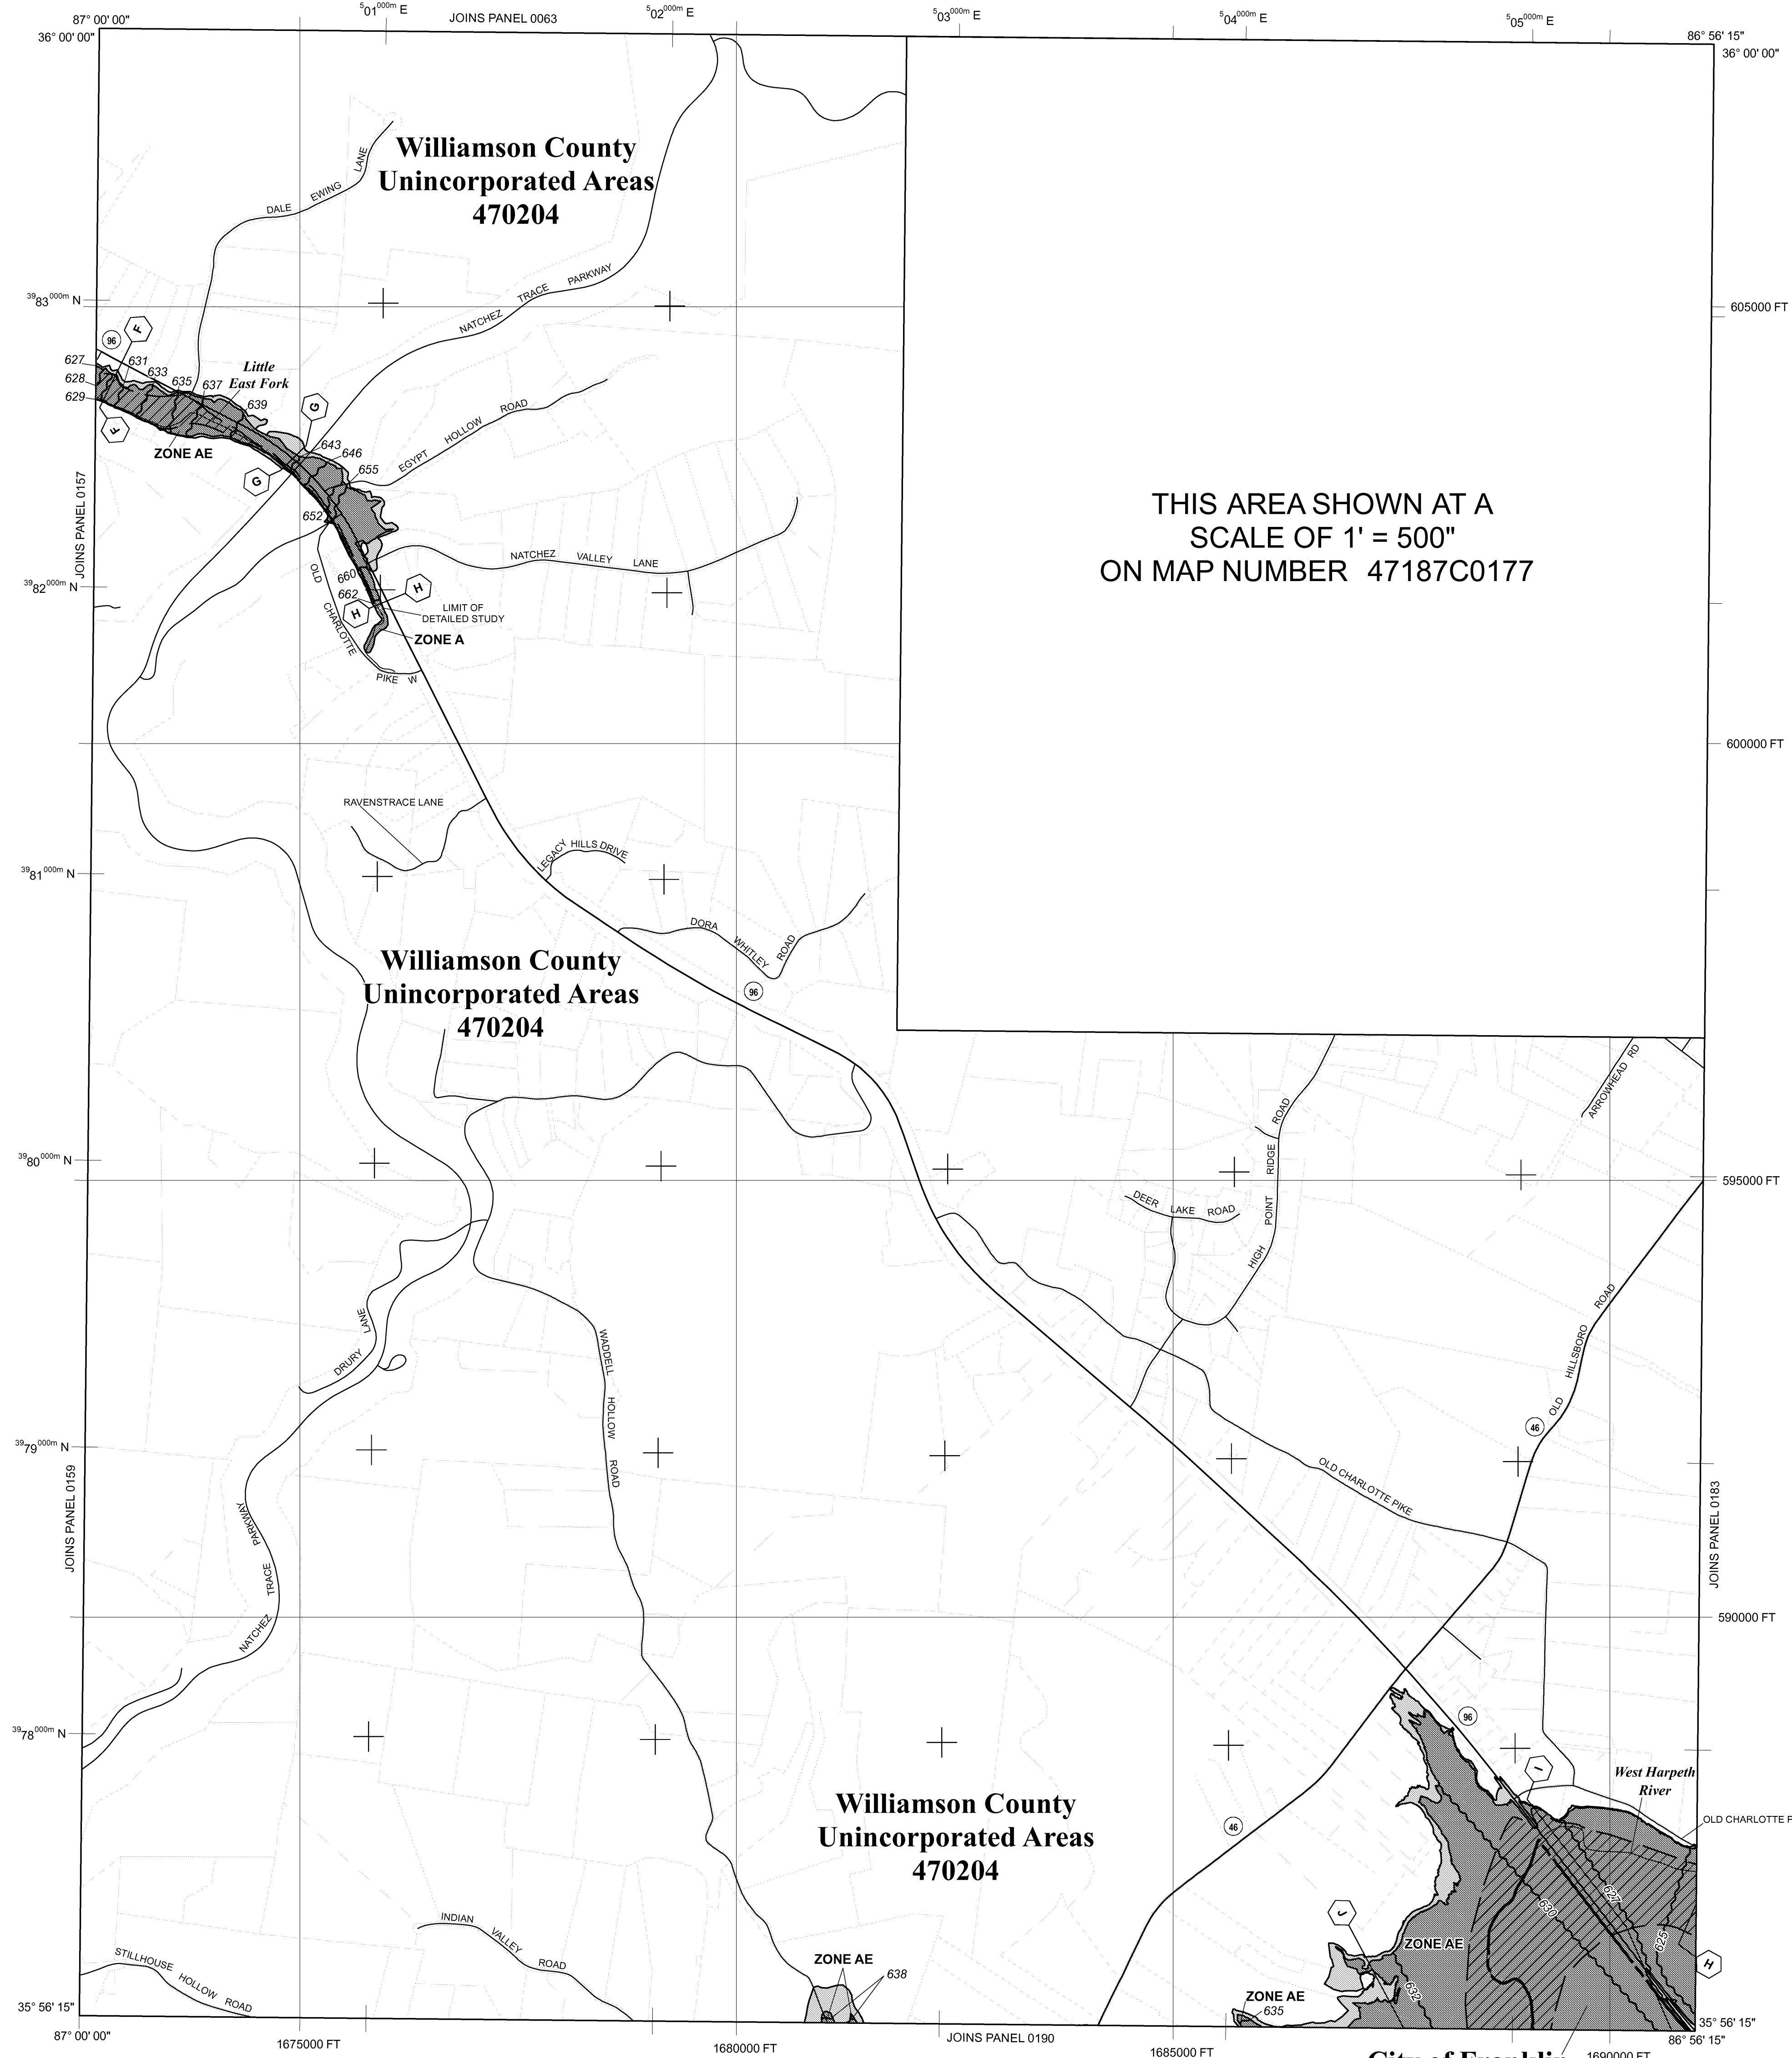 87° 00' 00"
36° 00' 00"
501000m E
JOINS PANEL 0063
502000m E
503000m E
504000m E
505000m E
86° 56' 15"
36° 00' 00"
Williamson County
Unincorporated Areas
470204
DALE EWING LANE
NATCHEZ TRACE PARKWAY
3983000m N
605000 FT
96
F
627
628
629
631
633
635
637
Little
East Fork
639
F
ZONE AE
G
G
643
646
655
652
EGYPT HOLLOW ROAD
JOINS PANEL 0157
THIS AREA SHOWN AT A
SCALE OF 1' = 500"
ON MAP NUMBER 47187C0177
NATCHEZ VALLEY LANE
3982000m N
OLD CHARLOTTE PIKE W
660
662
H
H
LIMIT OF
DETAILED STUDY
ZONE A
600000 FT
RAVENSTRACE LANE
LEGACY HILLS DRIVE
3981000m N
DORA WHITLEY ROAD
96
Williamson County
Unincorporated Areas
470204
ARROWHEAD RD
HIGH POINT RIDGE ROAD
3980000m N
595000 FT
DEER LAKE ROAD
DRURY LANE
WADDELL HOLLOW ROAD
OLD HILLSBORO ROAD
46
3979000m N
JOINS PANEL 0159
OLD CHARLOTTE PIKE
JOINS PANEL 0183
NATCHEZ TRACE PARKWAY
590000 FT
3978000m N
96
I
West Harpeth
River
OLD CHARLOTTE P
46
Williamson County
Unincorporated Areas
470204
627
630
625
J
H
ZONE AE
632
INDIAN VALLEY ROAD
STILLHOUSE HOLLOW ROAD
ZONE AE
638
ZONE AE
635
35° 56' 15"
87° 00' 00"
1675000 FT
1680000 FT
JOINS PANEL 0190
1685000 FT
City of Franklin
1690000 FT
35° 56' 15"
86° 56' 15"